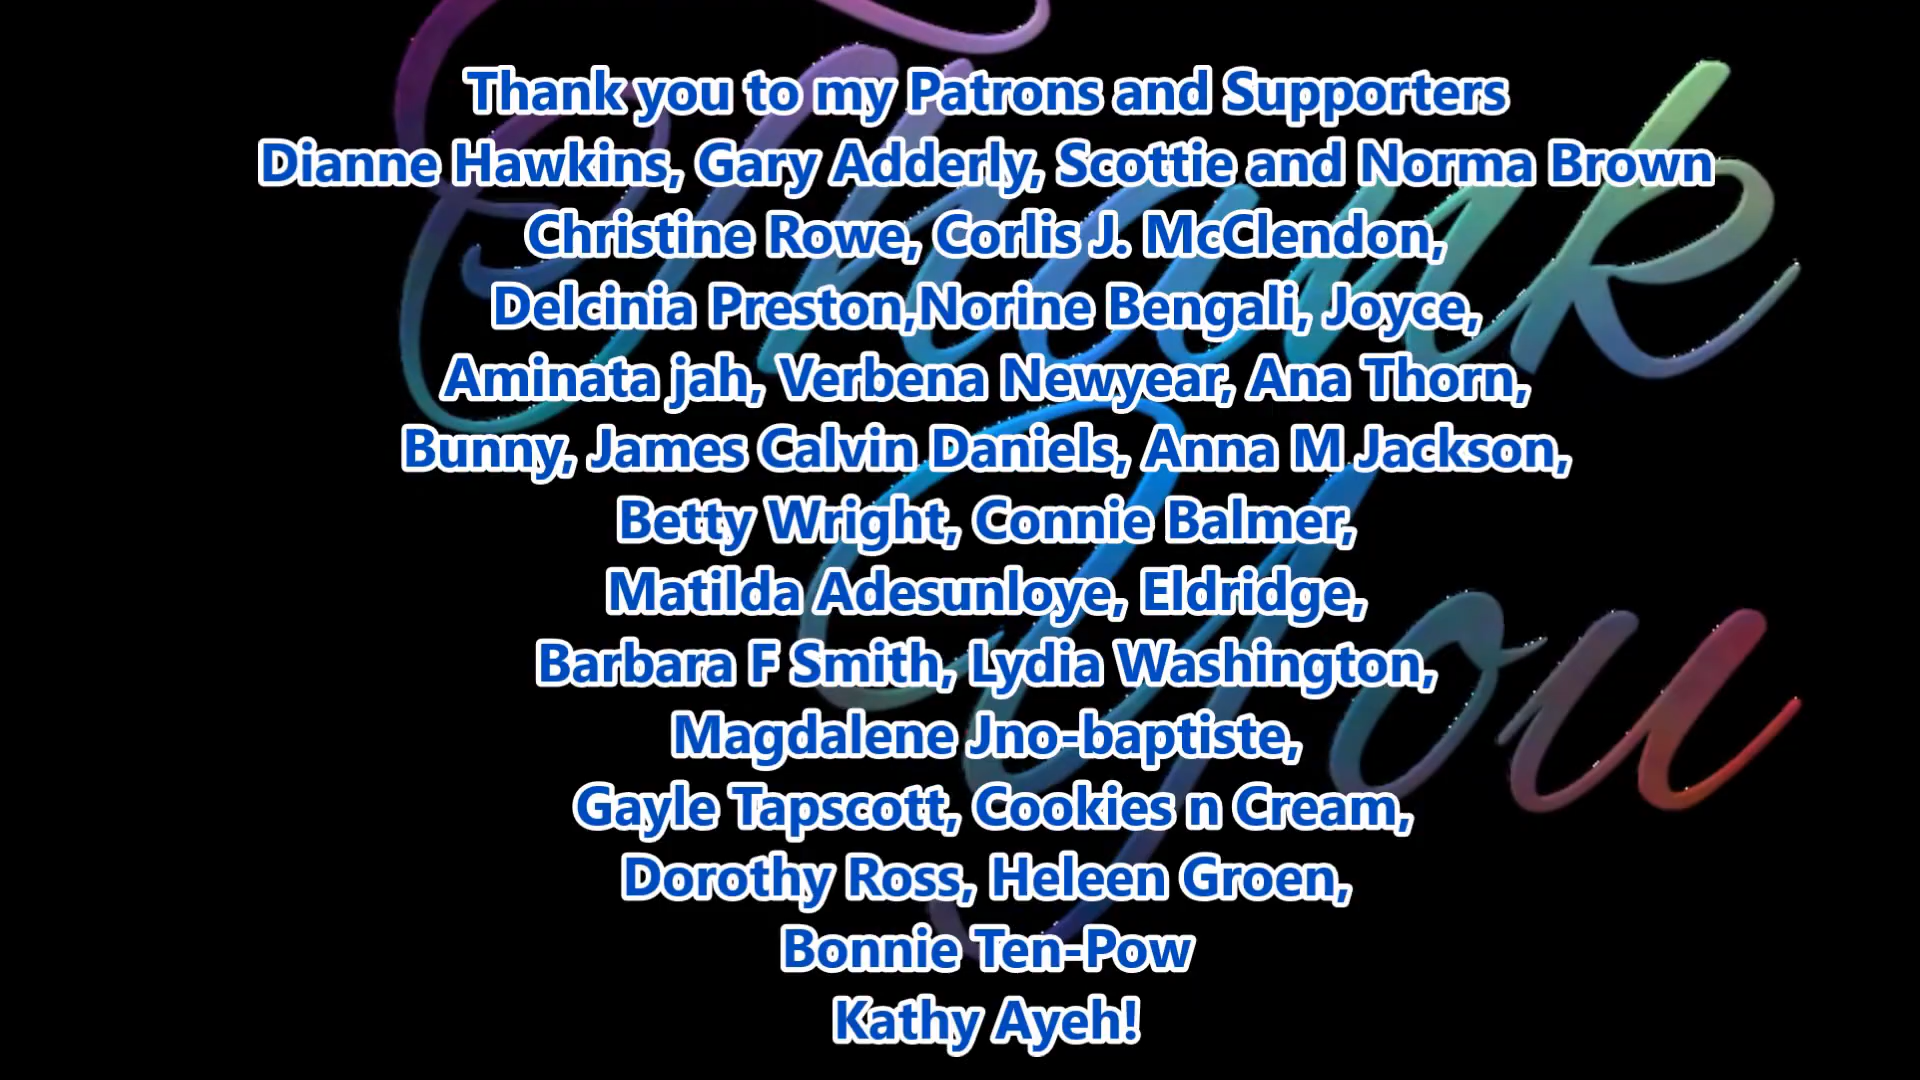 Thank you to my Patrons and Supporters
Dianne Hawkins, Gary Adderly, Scottie and Norma Brown
Christine Rowe, Corlis J. McClendon,
Delcinia Preston,Norine Bengali, Joyce,
Aminata jah, Verbena Newyear, Ana Thorn,
Bunny, James Calvin Daniels, Anna M Jackson,
Betty Wright, Connie Balmer,
Matilda Adesunloye, Eldridge,
Barbara F Smith, Lydia Washington,
Magdalene Jno-baptiste,
Gayle Tapscott, Cookies n Cream,
Dorothy Ross, Heleen Groen,
Bonnie Ten-Pow
Kathy Ayeh!
Thank
You